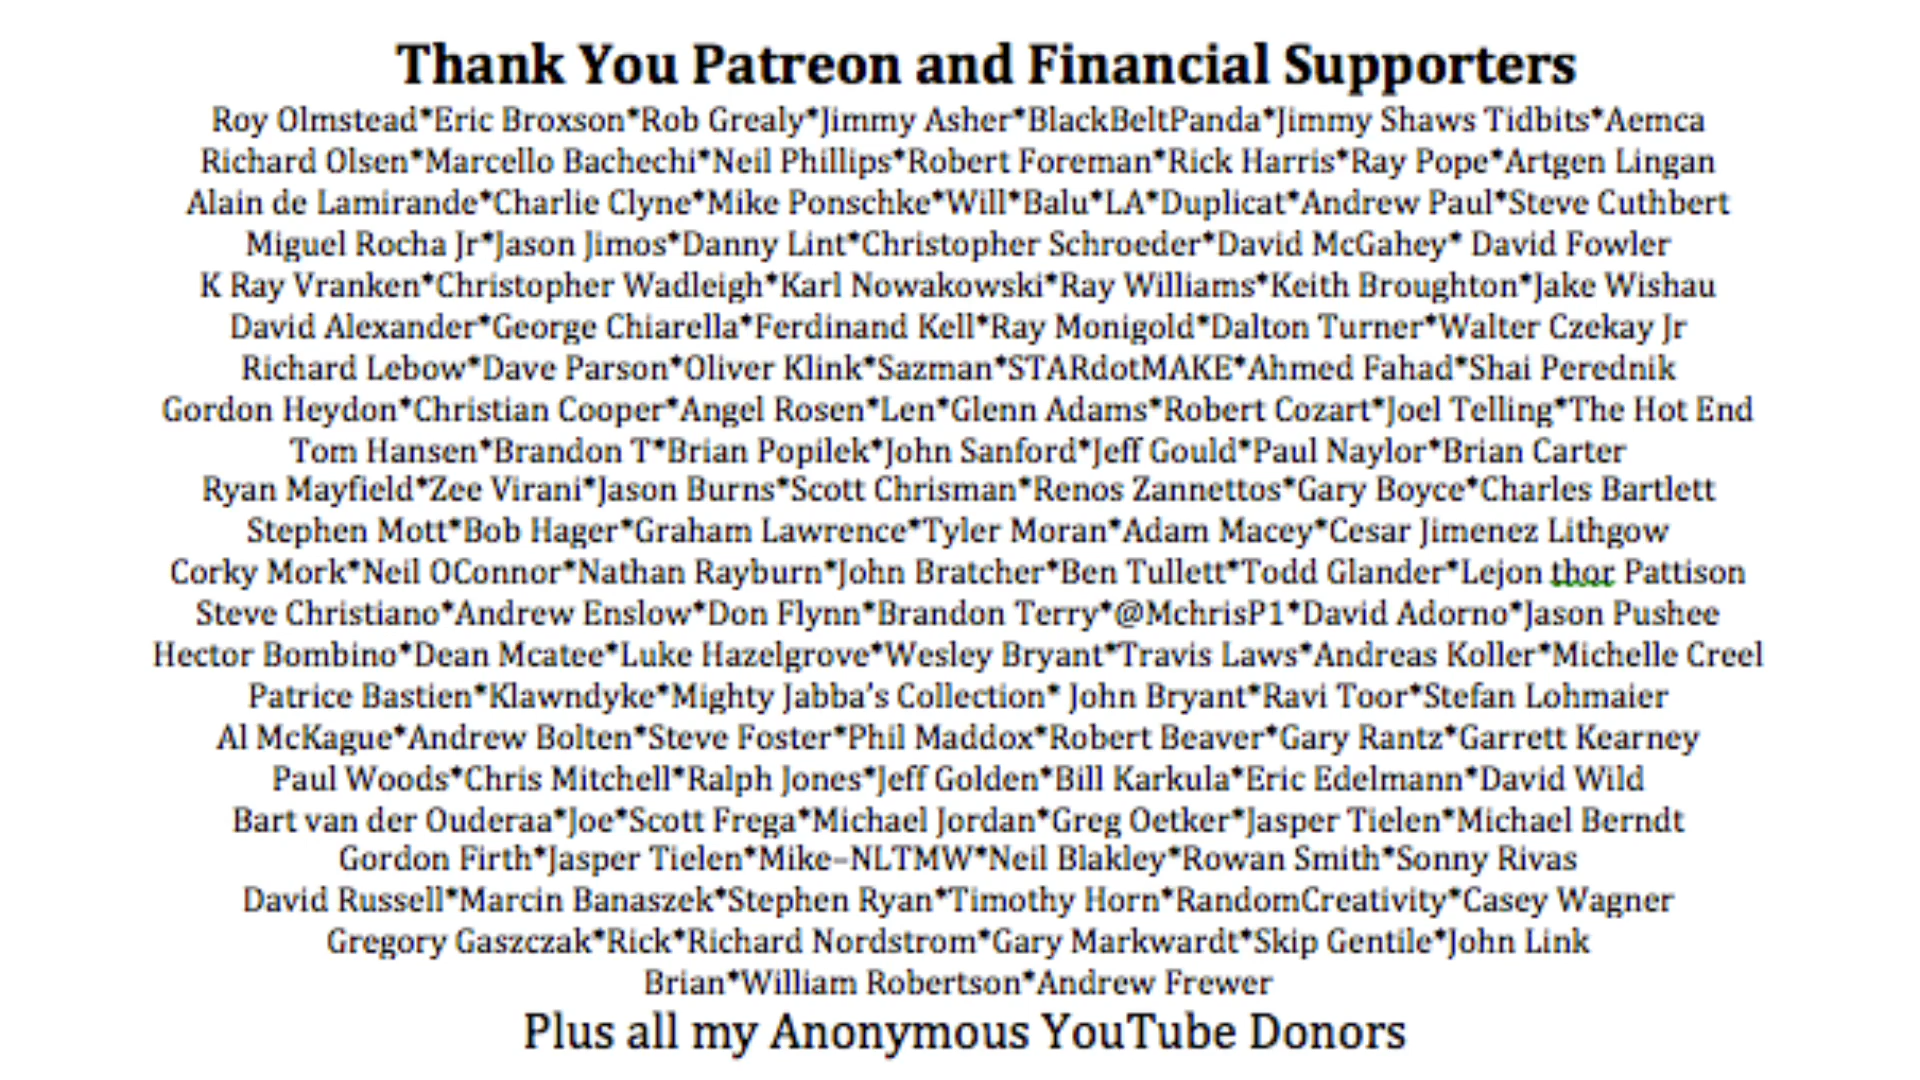 Thank You Patreon and Financial Supporters
Roy Olmstead*Eric Broxson*Rob Grealy*Jimmy Asher*BlackBeltPanda*Jimmy Shaws Tidbits*Aemca
Richard Olsen*Marcello Bachechi*Neil Phillips*Robert Foreman*Rick Harris*Ray Pope*Artgen Lingan
Alain de Lamirande*Charlie Clyne*Mike Ponschke*Will*Balu*LA*Duplicat*Andrew Paul*Steve Cuthbert
Miguel Rocha Jr*Jason Jimos*Danny Lint*Christopher Schroeder*David McGahey* David Fowler
K Ray Vranken*Christopher Wadleigh*Karl Nowakowski*Ray Williams*Keith Broughton*Jake Wishau
David Alexander*George Chiarella*Ferdinand Kell*Ray Monigold*Dalton Turner*Walter Czekay Jr
Richard Lebow*Dave Parson*Oliver Klink*Sazman*STARdotMAKE*Ahmed Fahad*Shai Perednik
Gordon Heydon*Christian Cooper*Angel Rosen*Len*Glenn Adams*Robert Cozart*Joel Telling*The Hot End
Tom Hansen*Brandon T*Brian Popilek*John Sanford*Jeff Gould*Paul Naylor*Brian Carter
Ryan Mayfield*Zee Virani*Jason Burns*Scott Chrisman*Renos Zannettos*Gary Boyce*Charles Bartlett
Stephen Mott*Bob Hager*Graham Lawrence*Tyler Moran*Adam Macey*Cesar Jimenez Lithgow
Corky Mork*Neil OConnor*Nathan Rayburn*John Bratcher*Ben Tullett*Todd Glander*Lejon thor Pattison
Steve Christiano*Andrew Enslow*Don Flynn*Brandon Terry*@MchrisP1*David Adorno*Jason Pushee
Hector Bombino*Dean Mcatee*Luke Hazelgrove*Wesley Bryant*Travis Laws*Andreas Koller*Michelle Creel
Patrice Bastien*Klawndyke*Mighty Jabba’s Collection* John Bryant*Ravi Toor*Stefan Lohmaier
Al McKague*Andrew Bolten*Steve Foster*Phil Maddox*Robert Beaver*Gary Rantz*Garrett Kearney
Paul Woods*Chris Mitchell*Ralph Jones*Jeff Golden*Bill Karkula*Eric Edelmann*David Wild
Bart van der Ouderaa*Joe*Scott Frega*Michael Jordan*Greg Oetker*Jasper Tielen*Michael Berndt
Gordon Firth*Jasper Tielen*Mike–NLTMW*Neil Blakley*Rowan Smith*Sonny Rivas
David Russell*Marcin Banaszek*Stephen Ryan*Timothy Horn*RandomCreativity*Casey Wagner
Gregory Gaszczak*Rick*Richard Nordstrom*Gary Markwardt*Skip Gentile*John Link
Brian*William Robertson*Andrew Frewer
Plus all my Anonymous YouTube Donors